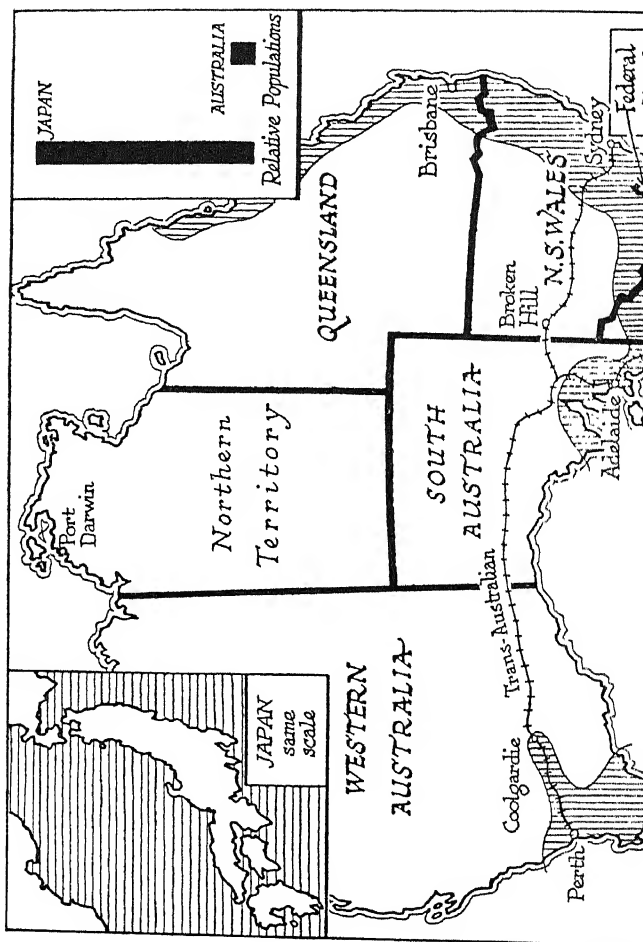 JAPAN
AUSTRALIA
Relative Populations
JAPAN
same
scale
Port
Darwin
Northern
Territory
QUEENSLAND
WESTERN
AUSTRALIA
SOUTH
AUSTRALIA
Brisbane
Broken
Hill
N.S.WALES
Sydney
Federal
Coolgardie
Trans-Australian
Perth
Adelaide